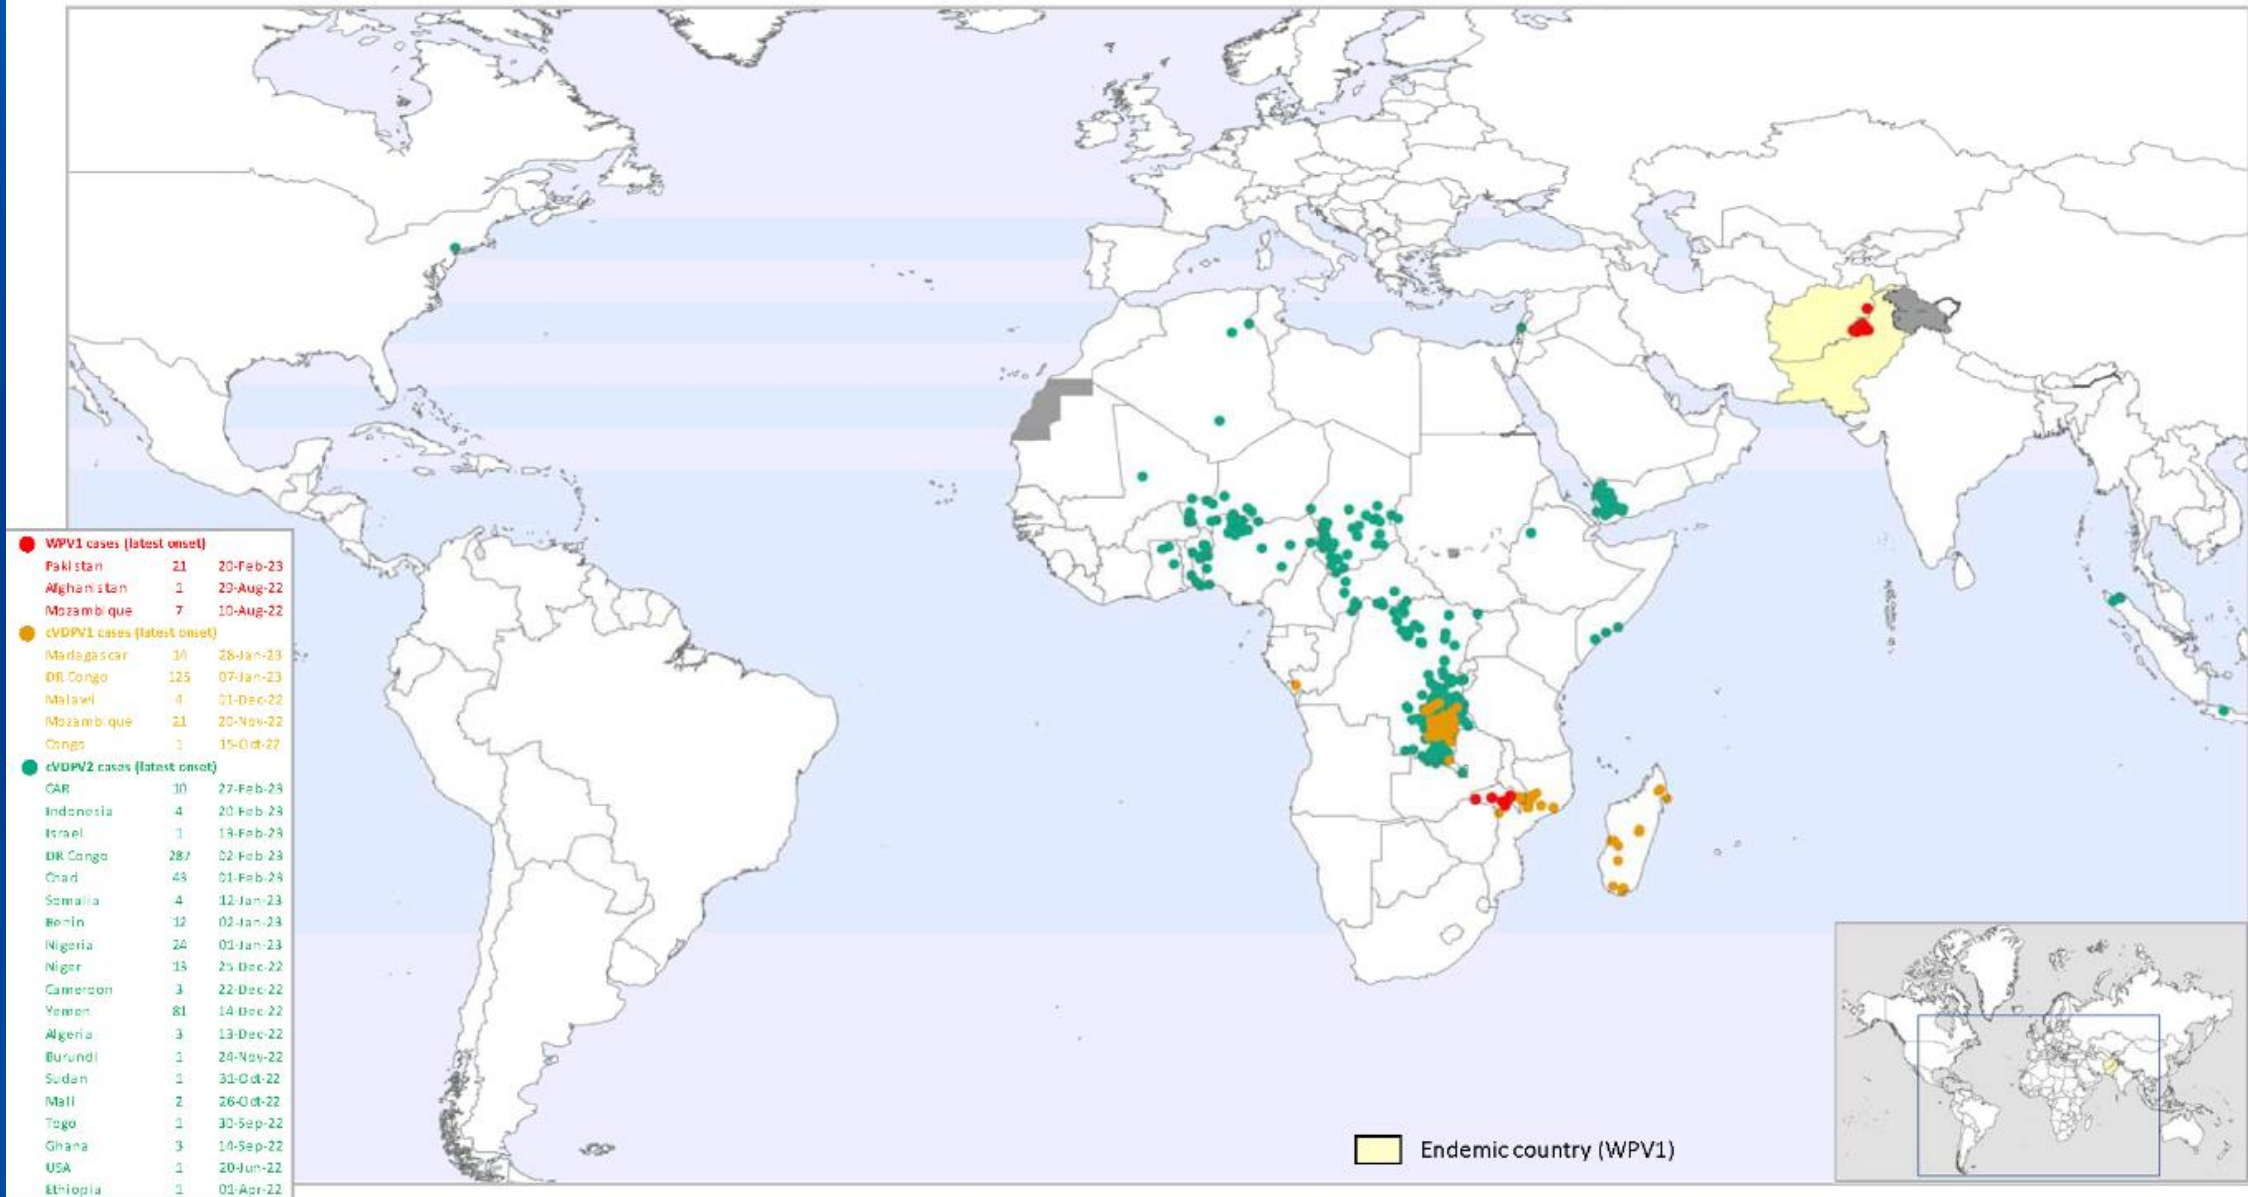 WPV1 cases (latest onset)
Pakistan 21 20-Feb-23
Afghanistan 1 29-Aug-22
Mozambique 7 10-Aug-22
cVDPV1 cases (latest onset)
Madagascar 14 28-Jan-23
DR Congo 125 07-Jan-23
Malawi 4 01-Dec-22
Mozambique 21 20-Nov-22
Congo 1 15-Oct-22
cVDPV2 cases (latest onset)
CAR 10 27-Feb-23
Indonesia 4 20-Feb-23
Israel 1 13-Feb-23
DR Congo 287 02-Feb-23
Chad 43 01-Feb-23
Somalia 4 12-Jan-23
Benin 12 02-Jan-23
Nigeria 24 01-Jan-23
Niger 13 25-Dec-22
Cameroon 3 22-Dec-22
Yemen 81 14-Dec-22
Algeria 3 13-Dec-22
Burundi 1 24-Nov-22
Sudan 1 31-Oct-22
Mali 2 26-Oct-22
Togo 1 30-Sep-22
Ghana 3 14-Sep-22
USA 1 20-Jun-22
Ethiopia 1 01-Apr-22
Endemic country (WPV1)